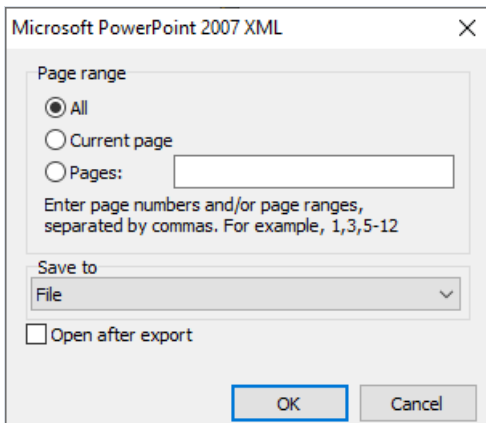 Microsoft PowerPoint 2007 XML
Page range
All
Current page
Pages:
Enter page numbers and/or page ranges,
separated by commas. For example, 1,3,5-12
Save to
File
Open after export
OK Cancel